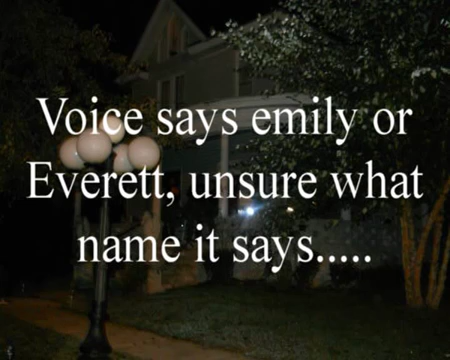 Voice says emily or
Everett, unsure what
name it says.....